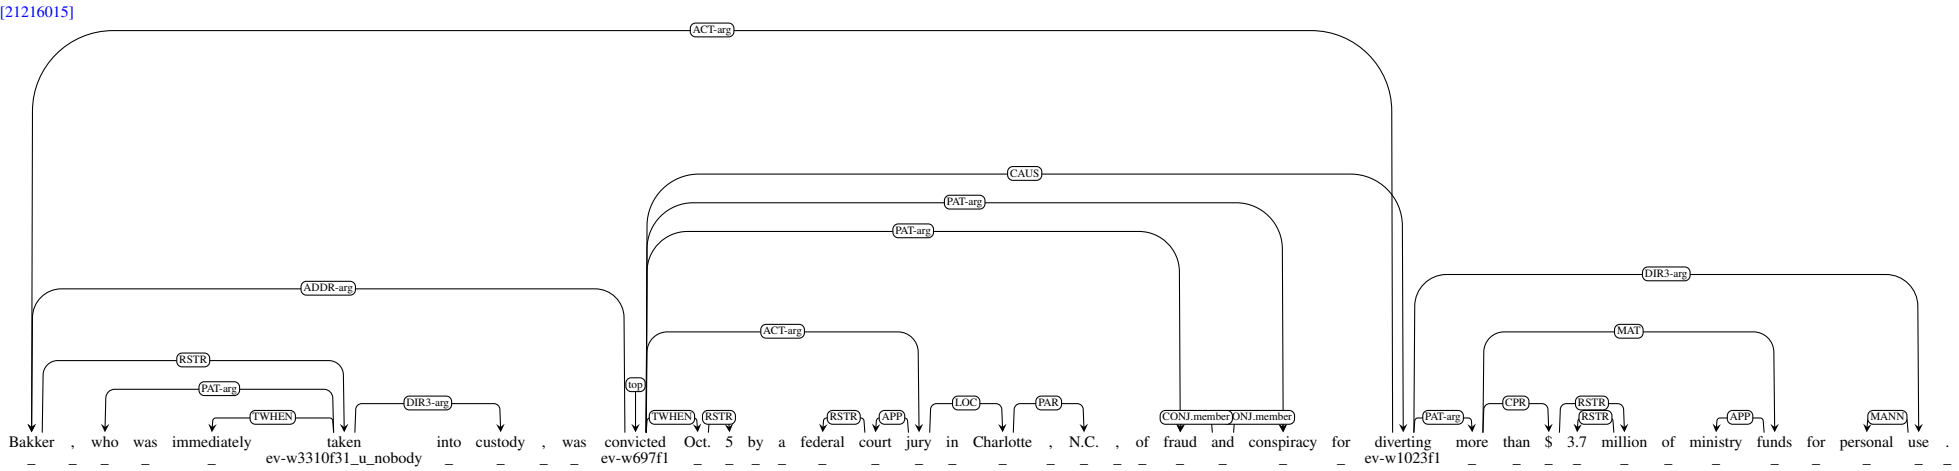 [21216015]
ACT-arg
CAUS
PAT-arg
PAT-arg
DIR3-arg
ADDR-arg
ACT-arg MAT
RSTR
top
PAT-arg
DIR3-arg LOC PAR CPR RSTR
TWHEN TWHEN RSTR RSTR APP CONJ.member ONJ.member PAT-arg RSTR APP MANN
Bakker , who was immediately taken into custody , was convicted Oct. 5 by a federal court jury in Charlotte , N.C. , of fraud and conspiracy for diverting more than $ 3.7 million of ministry funds for personal use .
_ _ _ _ _ ev-w3310f31_u_nobody _ _ _ _ ev-w697f1 _ _ _ _ _ _ _ _ _ _ _ _ _ _ _ _ _ ev-w1023f1 _ _ _ _ _ _ _ _ _ _ _ _